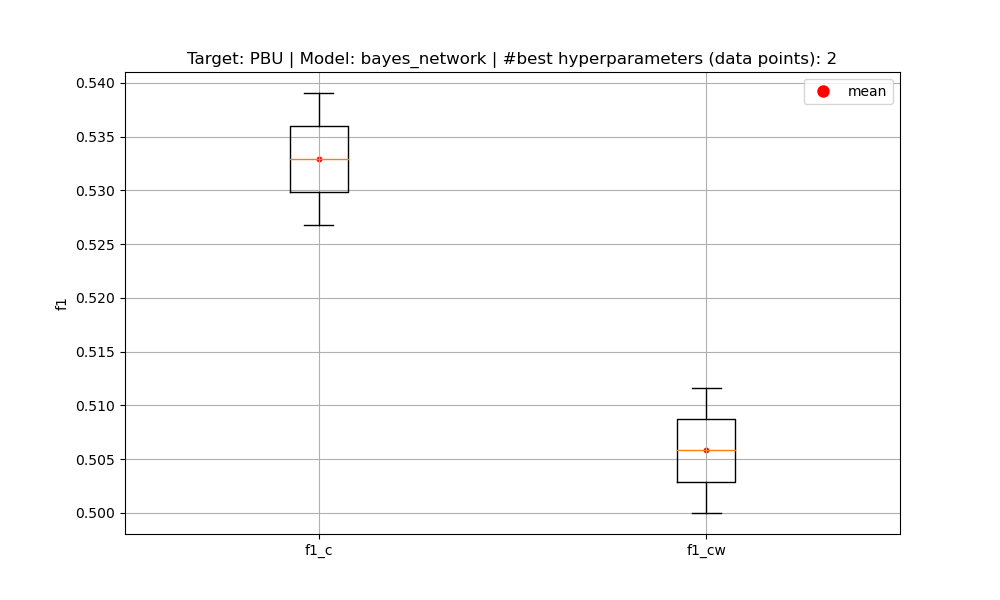 Target: PBU | Model: bayes_network | #best hyperparameters (data points): 2
mean
0.540
0.535
0.530
0.525
0.520
0.515
0.510
0.505
0.500
f1
f1_c
f1_cw